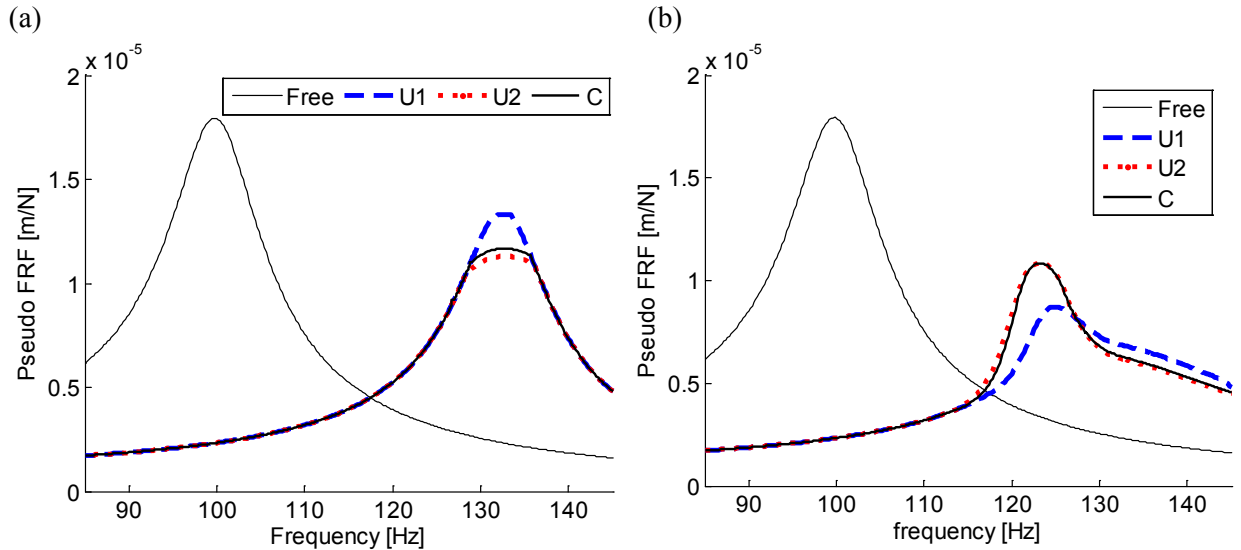 (a)
x 10^-5
Free U1 U2 C
2
1.5
1
0.5
0
Pseudo FRF [m/N]
90 100 110 120 130 140
Frequency [Hz]
(b)
x 10^-5
Free
U1
U2
C
2
1.5
1
0.5
0
Pseudo FRF [m/N]
90 100 110 120 130 140
frequency [Hz]